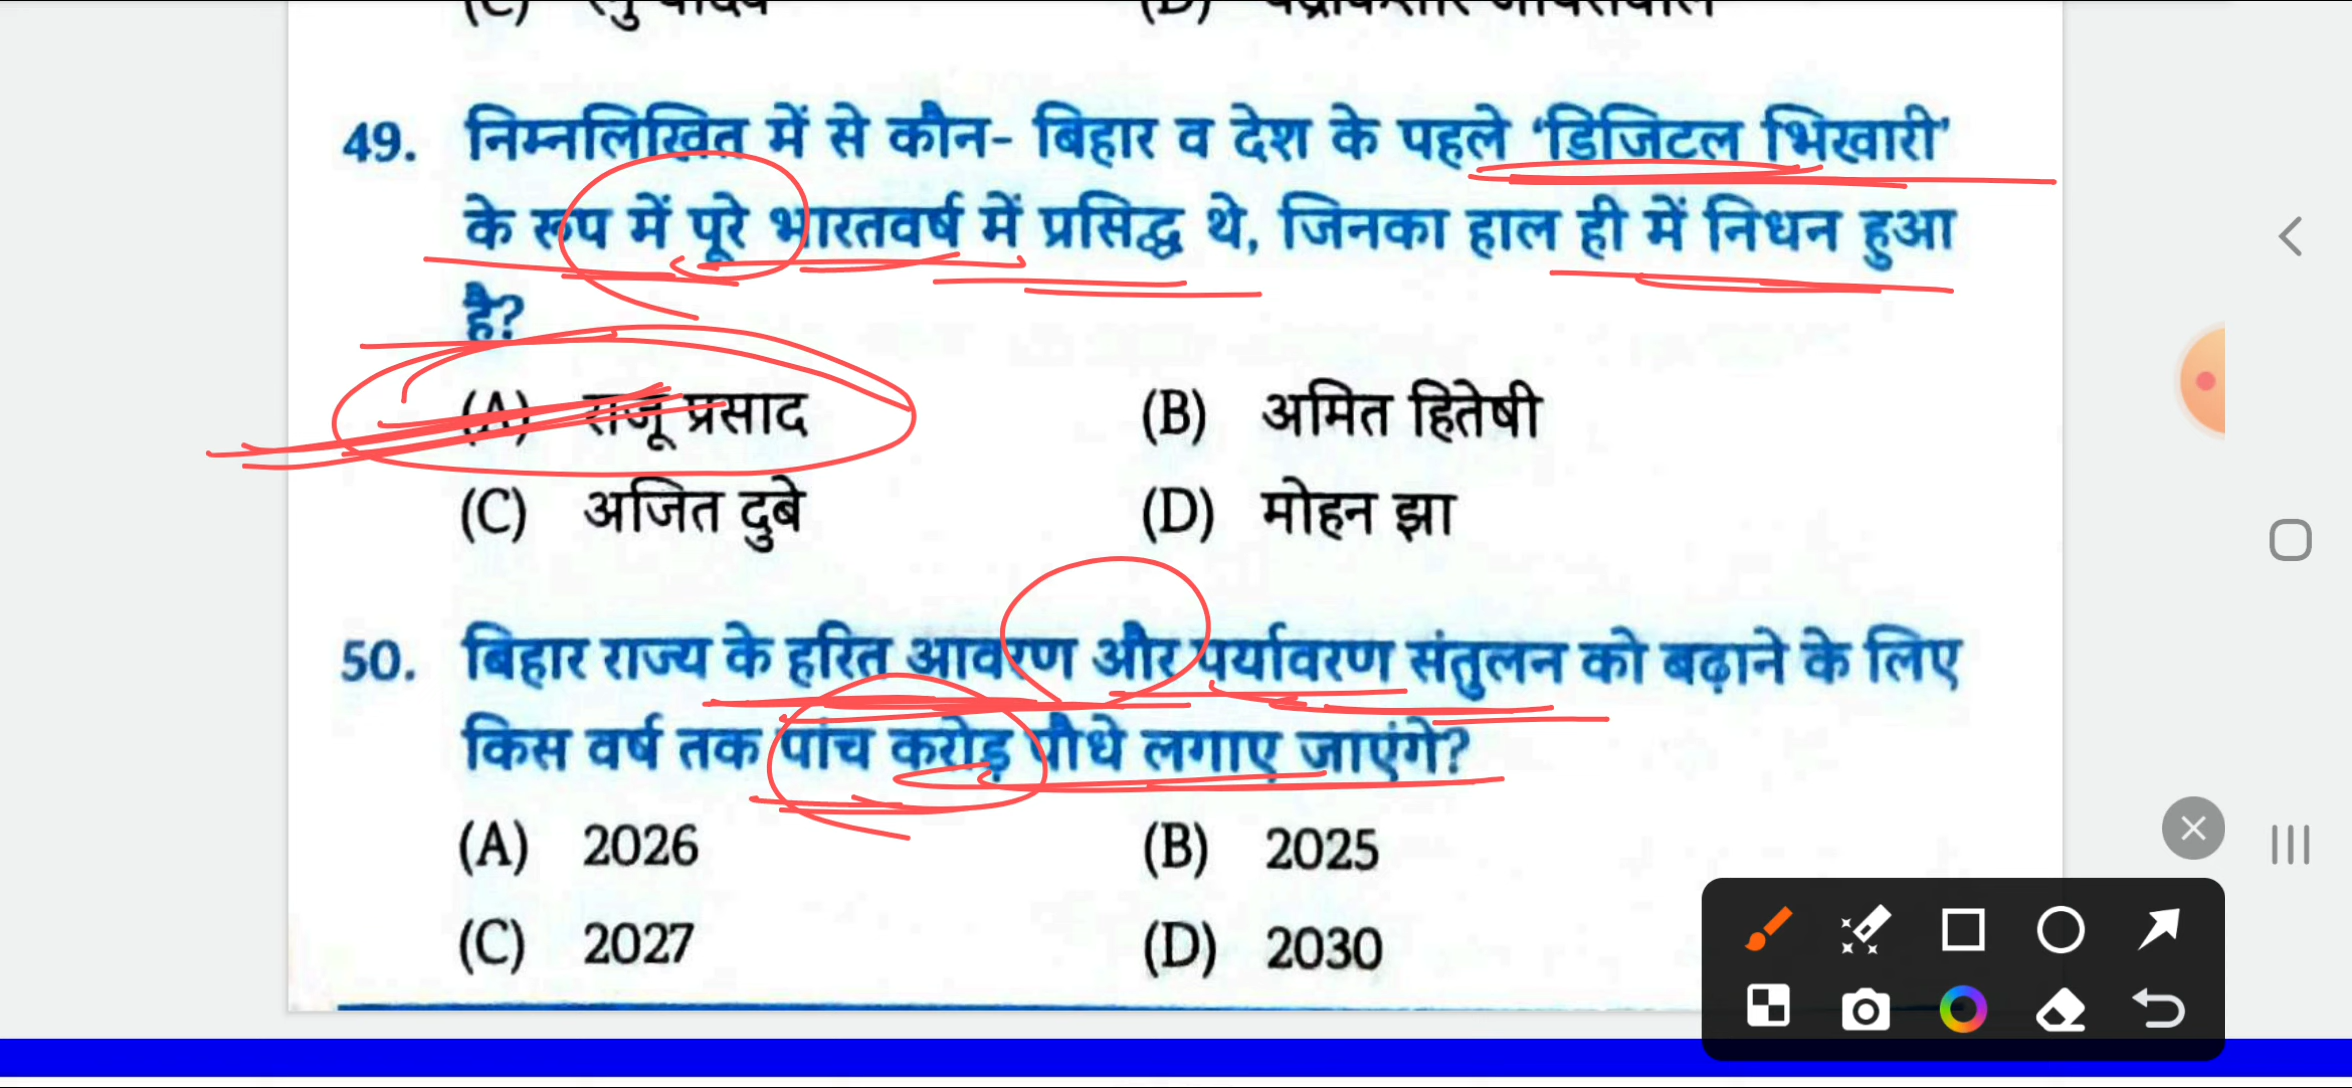 (C)
(D)
49. निम्नलिखित में से कौन- बिहार व देश के पहले ‘डिजिटल भिखारी’
के रूप में पूरे भारतवर्ष में प्रसिद्ध थे, जिनका हाल ही में निधन हुआ
है?
(A) राजू प्रसाद (B) अमित हितेषी
(C) अजित दुबे (D) मोहन झा
50. बिहार राज्य के हरित आवरण और पर्यावरण संतुलन को बढ़ाने के लिए
किस वर्ष तक पांच करोड़ पौधे लगाए जाएंगे?
(A) 2026 (B) 2025
(C) 2027 (D) 2030